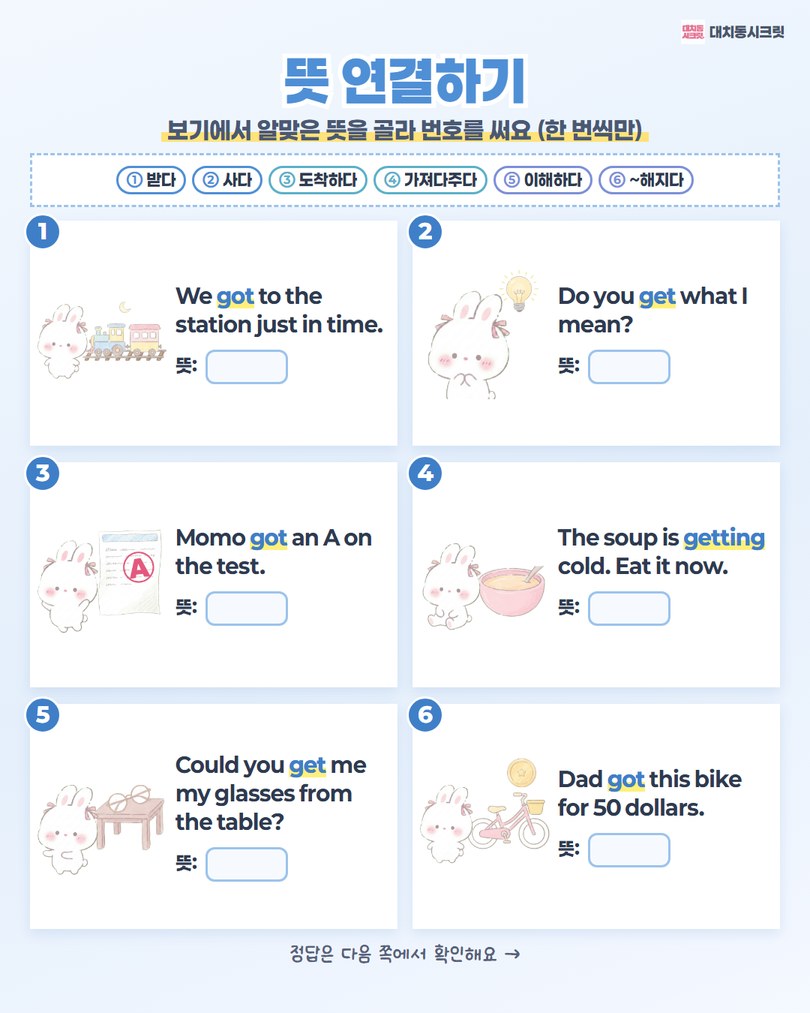 대치동
시크릿
대치동시크릿
뜻 연결하기
보기에서 알맞은 뜻을 골라 번호를 써요 (한 번씩만)
① 받다 ② 사다 ③ 도착하다 ④ 가져다주다 ⑤ 이해하다 ⑥ ~해지다
1
We got to the
station just in time.
뜻:
2
Do you get what I
mean?
뜻:
3
A
Momo got an A on
the test.
뜻:
4
The soup is getting
cold. Eat it now.
뜻:
5
Could you get me
my glasses from
the table?
뜻:
6
Dad got this bike
for 50 dollars.
뜻:
정답은 다음 쪽에서 확인해요 →